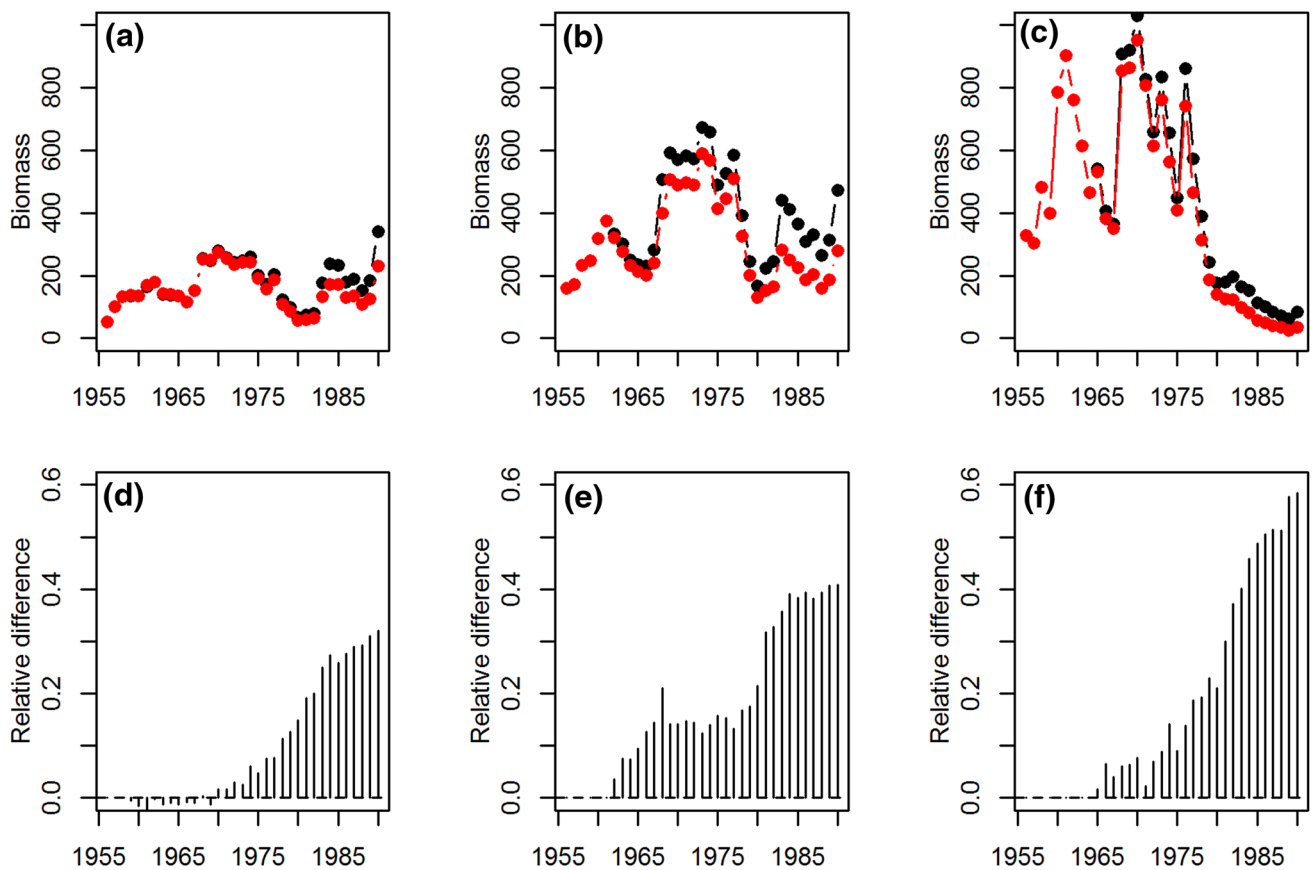 (a)
Biomass
0 200 400 600 800
1955 1965 1975 1985
(b)
Biomass
0 200 400 600 800
1955 1965 1975 1985
(c)
Biomass
0 200 400 600 800
1955 1965 1975 1985
(d)
Relative difference
0.0 0.2 0.4 0.6
1955 1965 1975 1985
(e)
Relative difference
0.0 0.2 0.4 0.6
1955 1965 1975 1985
(f)
Relative difference
0.0 0.2 0.4 0.6
1955 1965 1975 1985